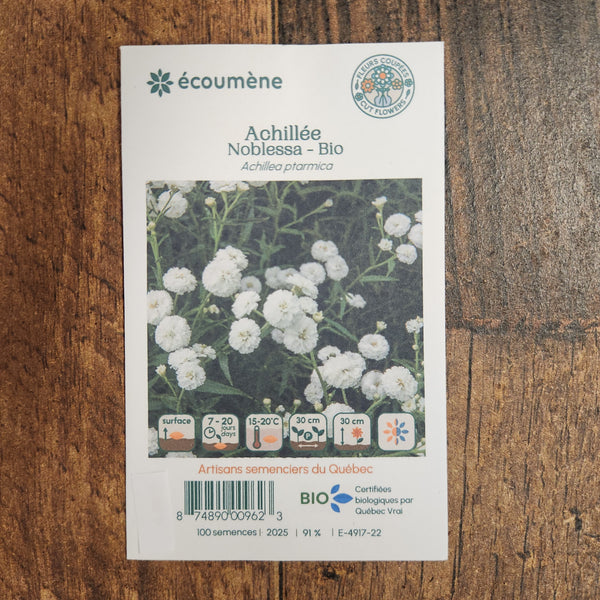 écoumène
FLEURS COUPÉES
CUT FLOWERS
Achillée
Noblessa - Bio
Achillea ptarmica
surface
7 - 20
jours
days
15-20°C
30 cm
P
30 cm
Artisans semenciers du Québec
8 74890 00962 3
BIO
Certifiées
biologiques par
Québec Vrai
100 semences | 2025 | 91 % | E-4917-22